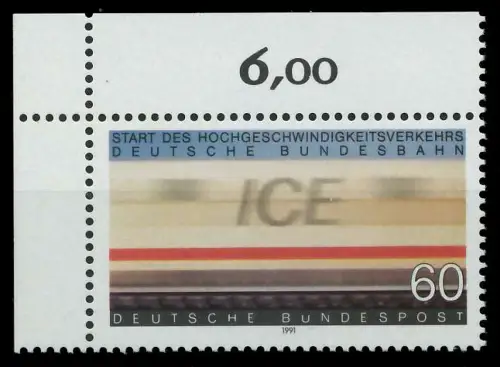 6,00
START DES HOCHGESCHWINDIGKEITSVERKEHRS
DEUTSCHE BUNDESBAHN
ICE
60
DEUTSCHE BUNDESPOST
1991